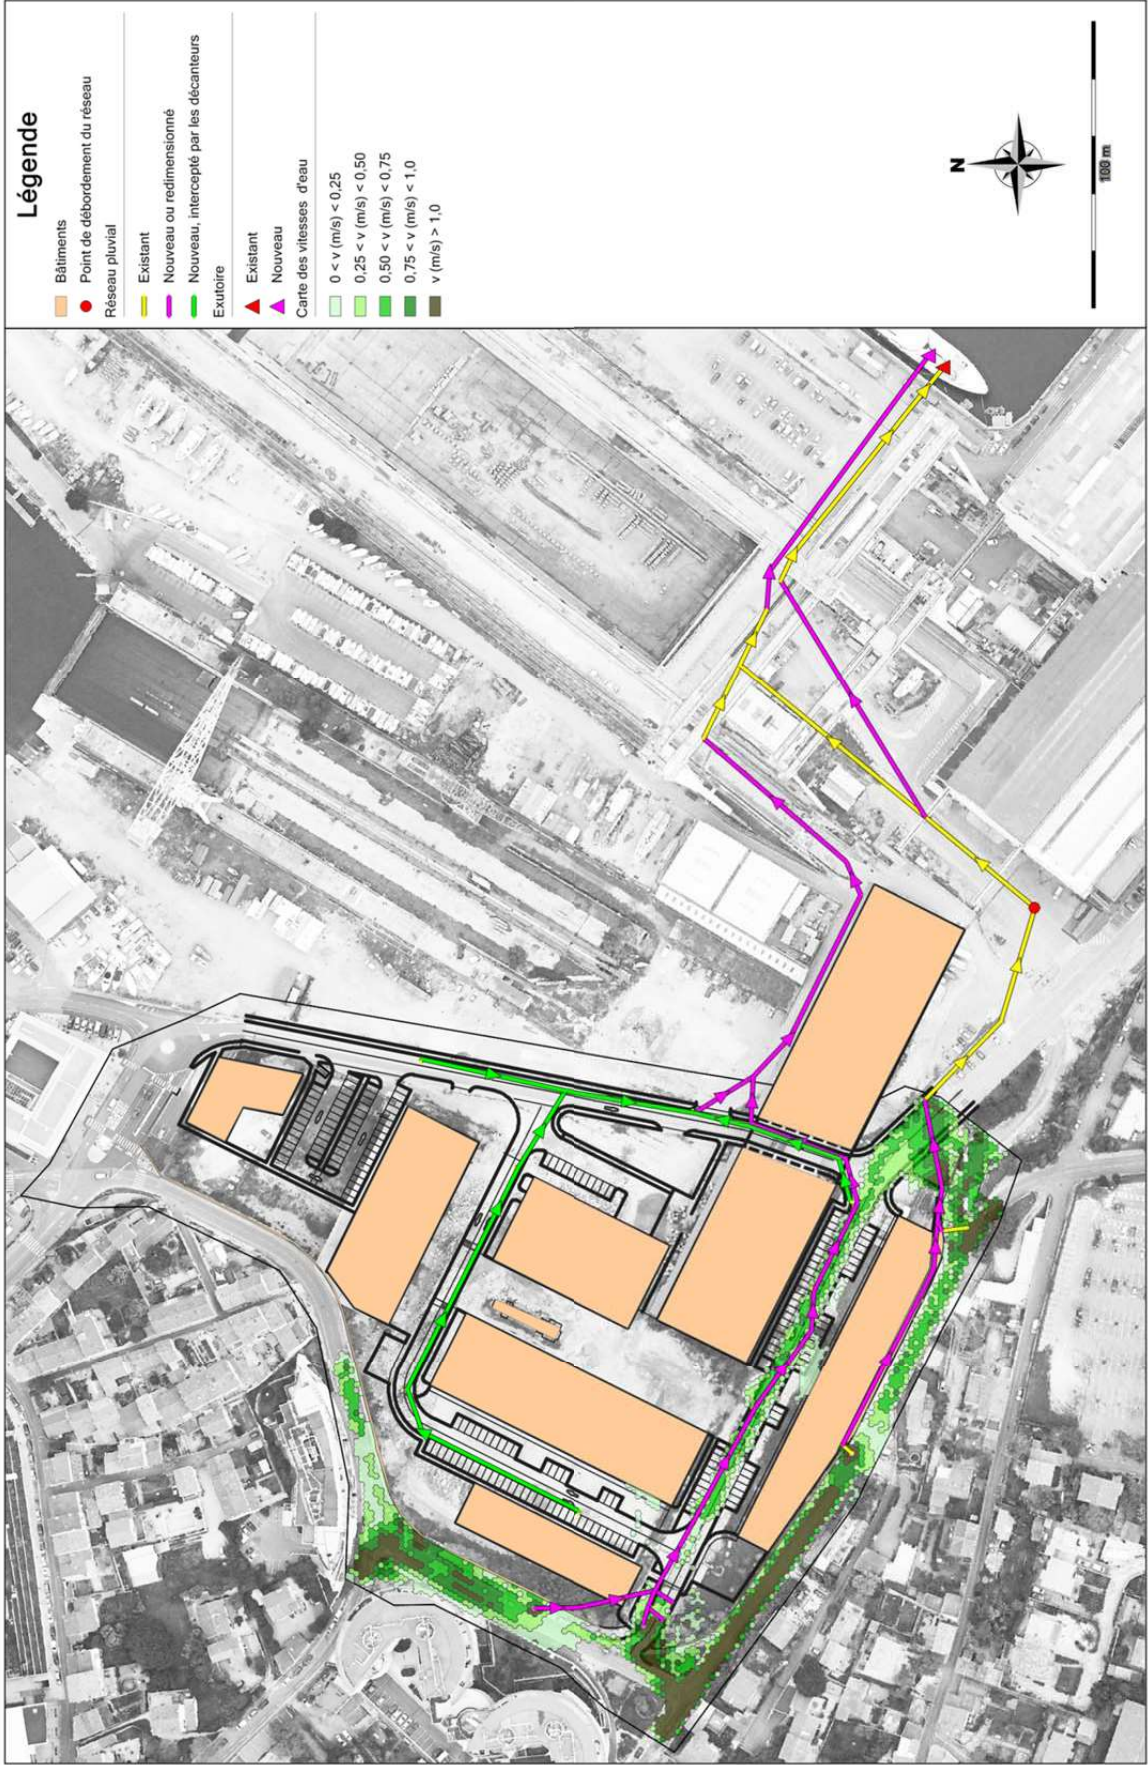 Légende
Bâtiments
Point de débordement du réseau
Réseau pluvial
Existant
Nouveau ou redimensionné
Nouveau, intercepté par les décanteurs
Exutoire
Existant
Nouveau
Carte des vitesses d'eau
0 < v (m/s) < 0,25
0,25 < v (m/s) < 0,50
0,50 < v (m/s) < 0,75
0,75 < v (m/s) < 1,0
v (m/s) > 1,0
N
100 m